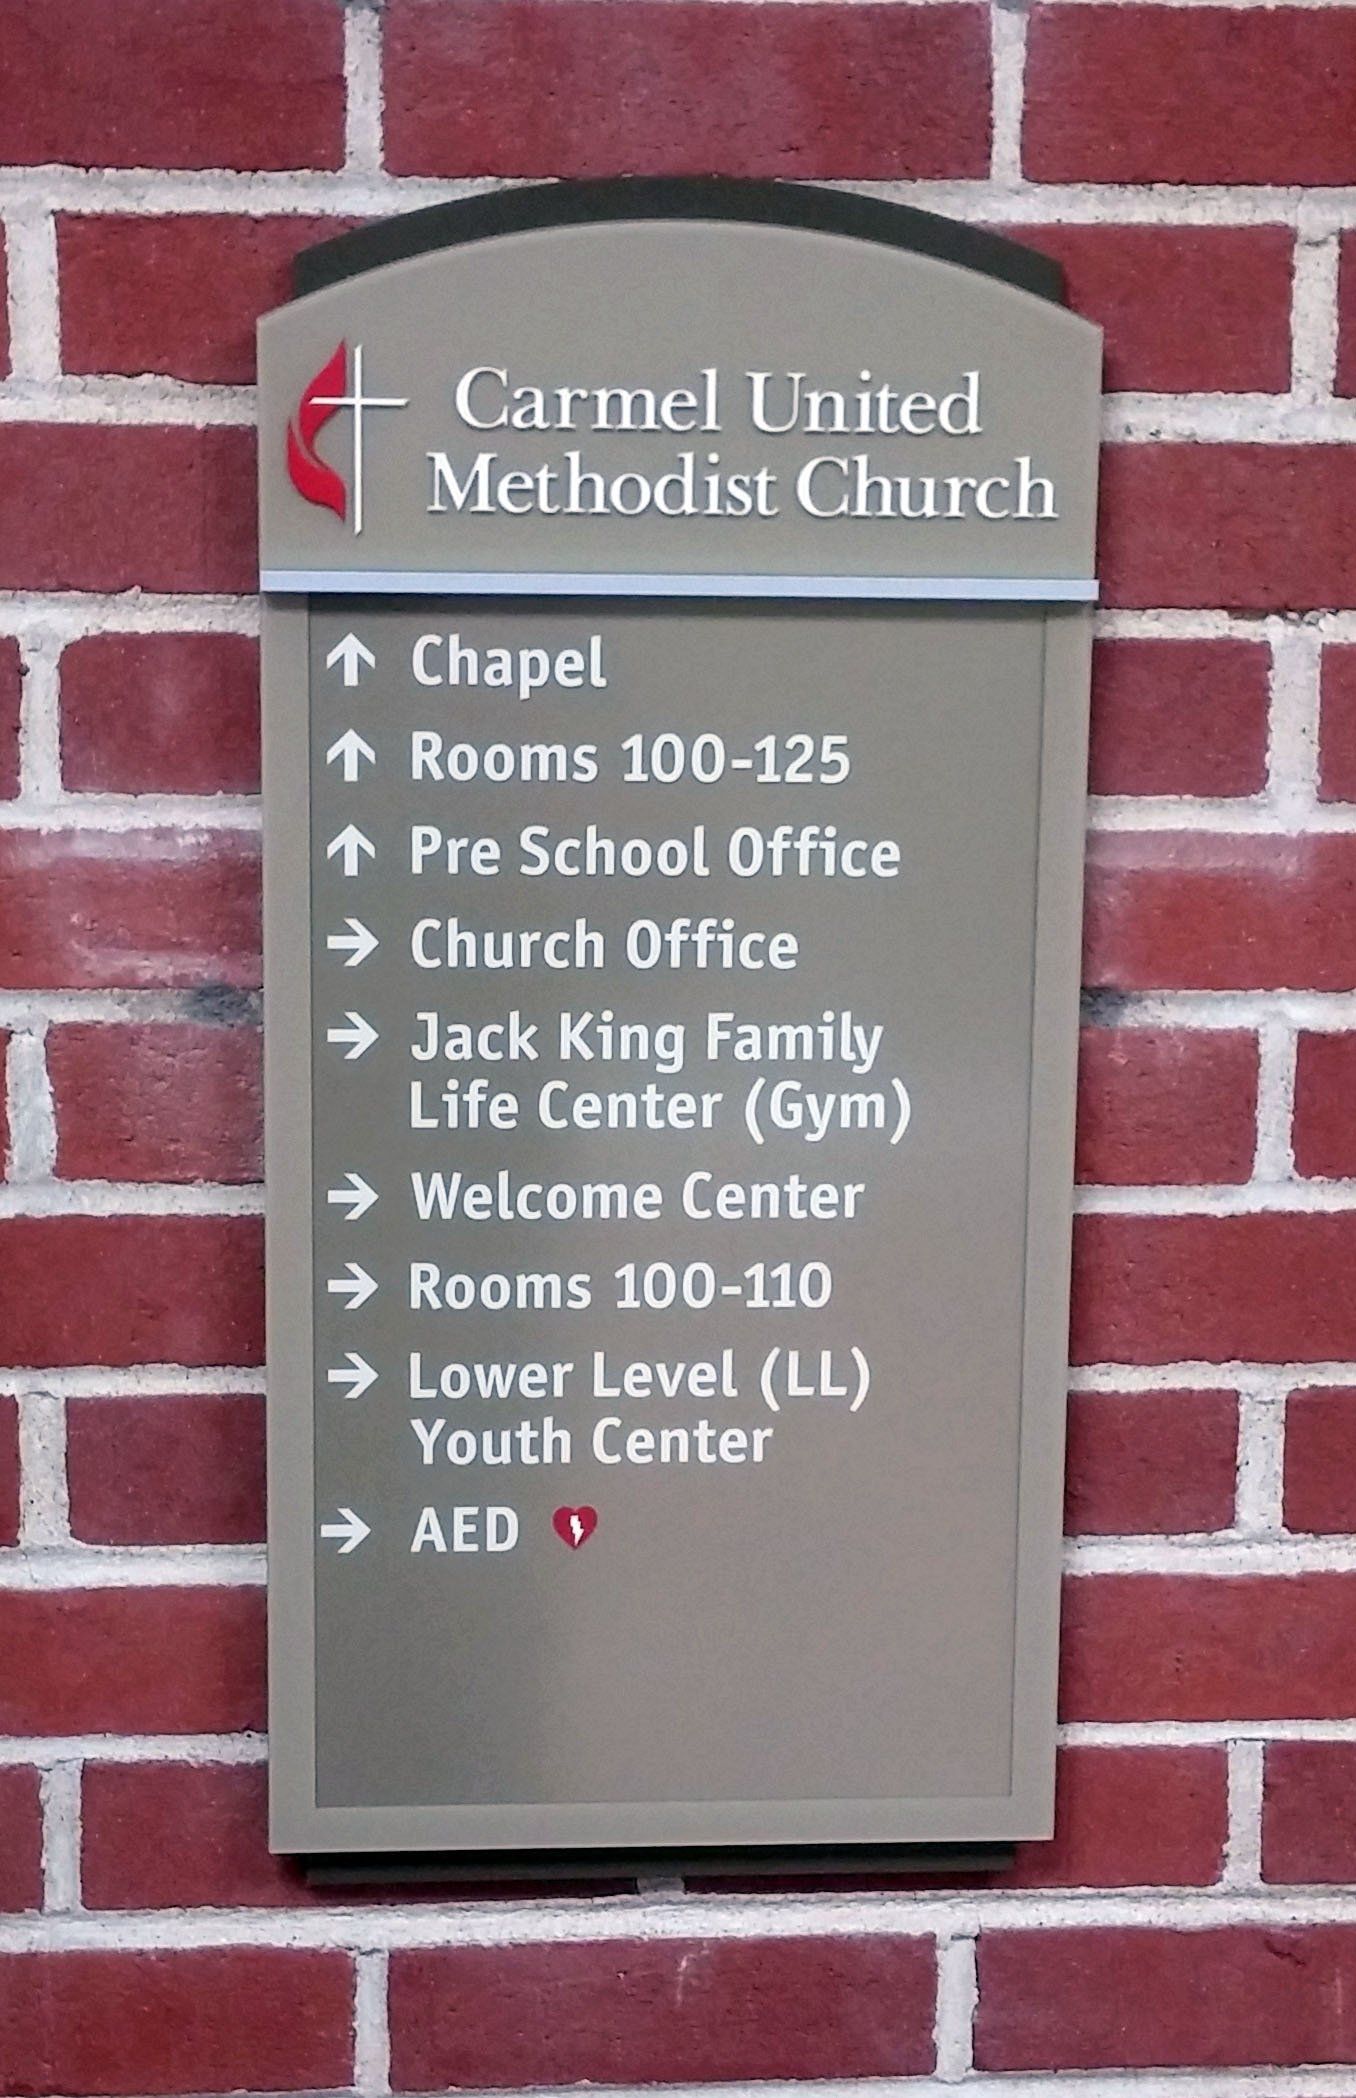 Carmel United
Methodist Church
↑ Chapel
↑ Rooms 100-125
↑ Pre School Office
→ Church Office
→ Jack King Family
Life Center (Gym)
→ Welcome Center
→ Rooms 100-110
→ Lower Level (LL)
Youth Center
→ AED